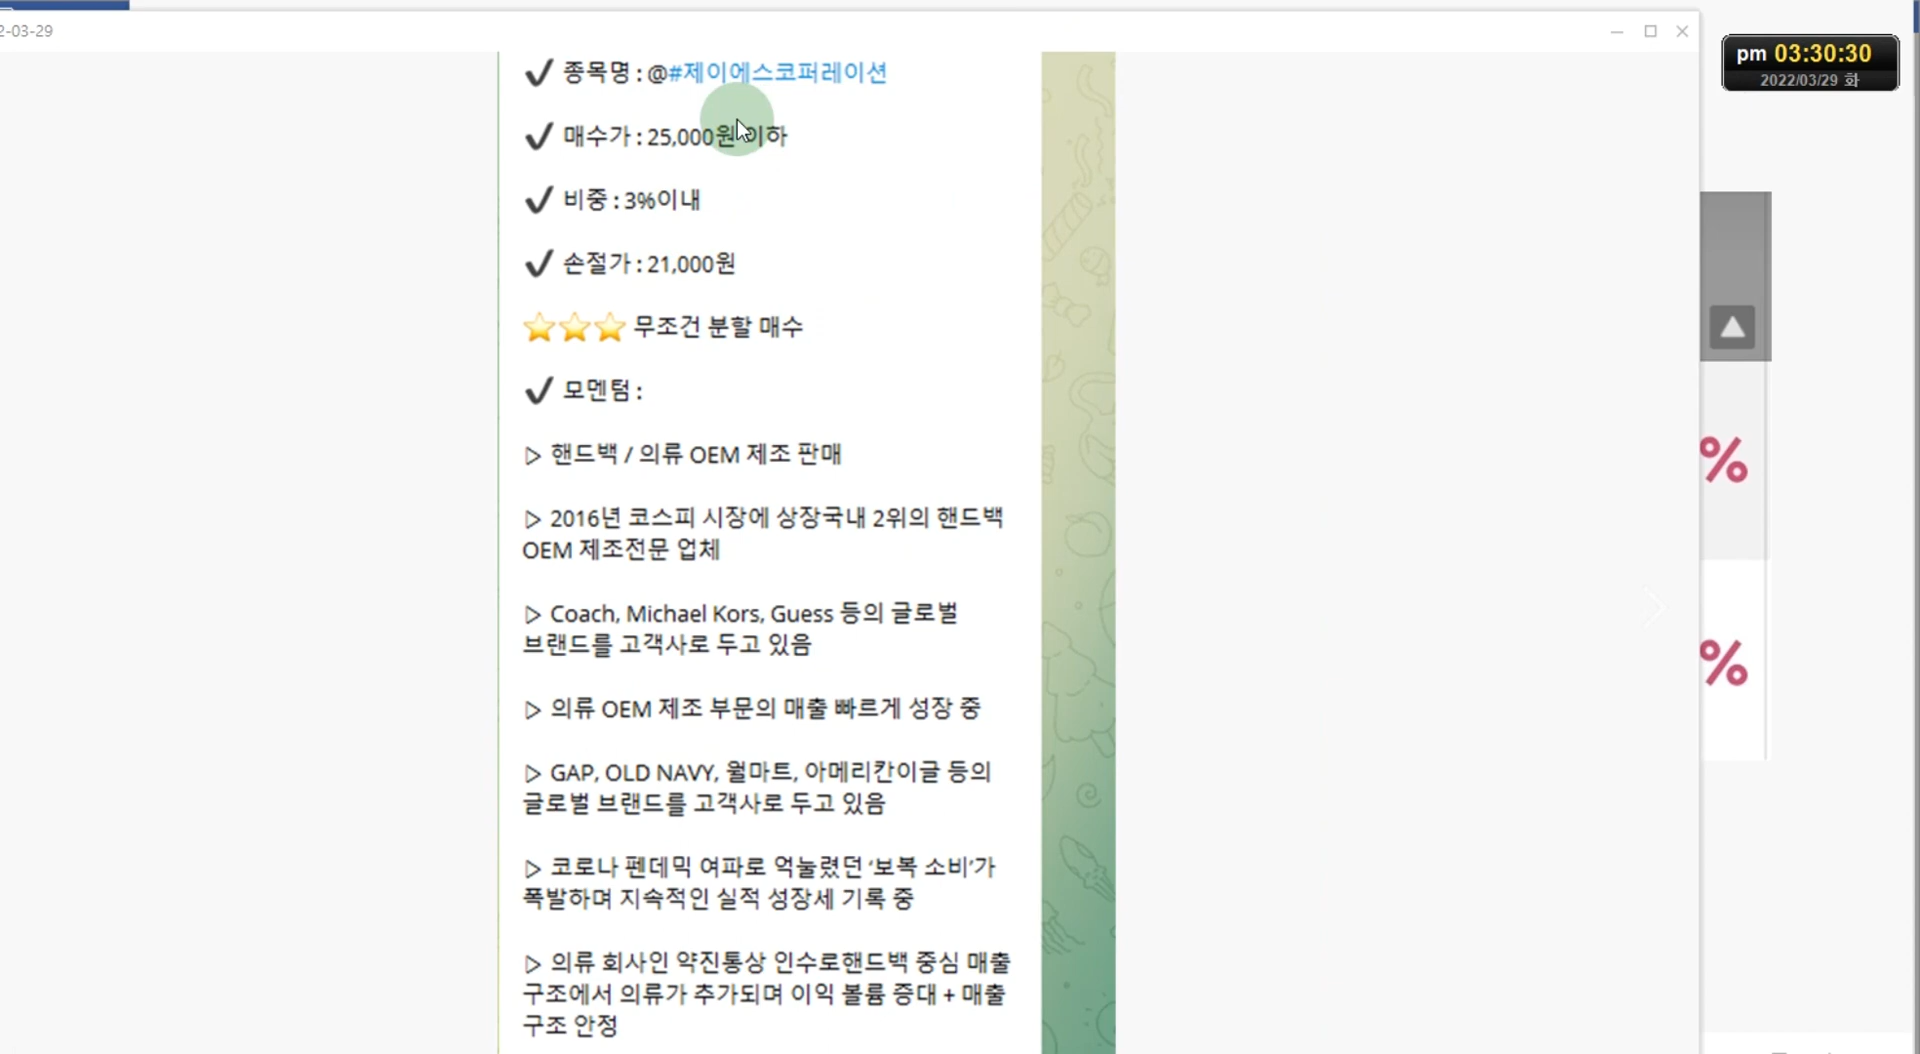 2-03-29
pm 03:30:30
2022/03/29 화
✔ 종목명 : @#제이에스코퍼레이션
✔ 매수가 : 25,000원 이하
✔ 비중 : 3%이내
✔ 손절가 : 21,000원
⭐⭐⭐ 무조건 분할 매수
✔ 모멘텀 :
▷ 핸드백 / 의류 OEM 제조 판매
▷ 2016년 코스피 시장에 상장국내 2위의 핸드백
OEM 제조전문 업체
▷ Coach, Michael Kors, Guess 등의 글로벌
브랜드를 고객사로 두고 있음
▷ 의류 OEM 제조 부문의 매출 빠르게 성장 중
▷ GAP, OLD NAVY, 월마트, 아메리칸이글 등의
글로벌 브랜드를 고객사로 두고 있음
▷ 코로나 펜데믹 여파로 억눌렸던 ‘보복 소비’가
폭발하며 지속적인 실적 성장세 기록 중
▷ 의류 회사인 약진통상 인수로핸드백 중심 매출
구조에서 의류가 추가되며 이익 볼륨 증대 + 매출
구조 안정
%
%